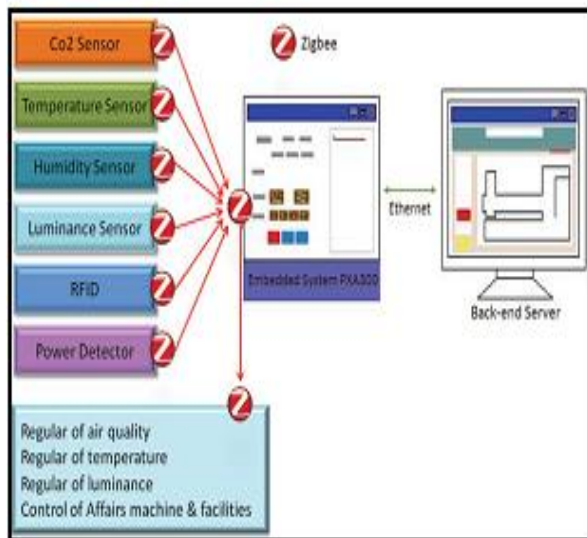 Co2 Sensor
Zigbee
Temperature Sensor
Humidity Sensor
Luminance Sensor
RFID
Power Detector
Embedded System PXA300
Ethernet
Back-end Server
Regular of air quality
Regular of temperature
Regular of luminance
Control of Affairs machine & facilities